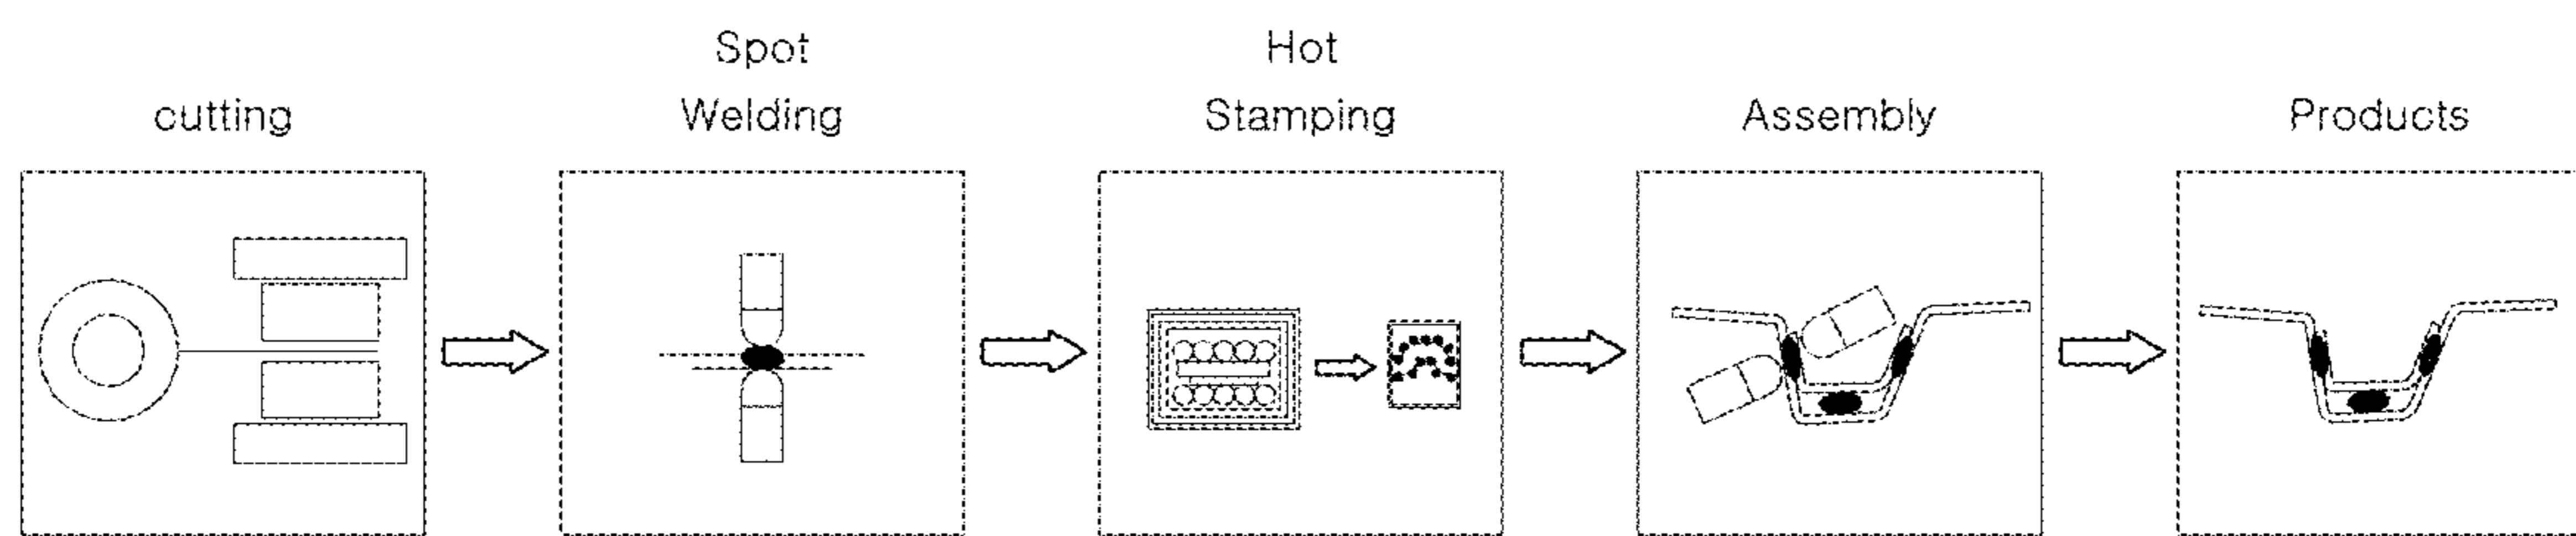 cutting
Spot
Welding
Hot
Stamping
Assembly
Products